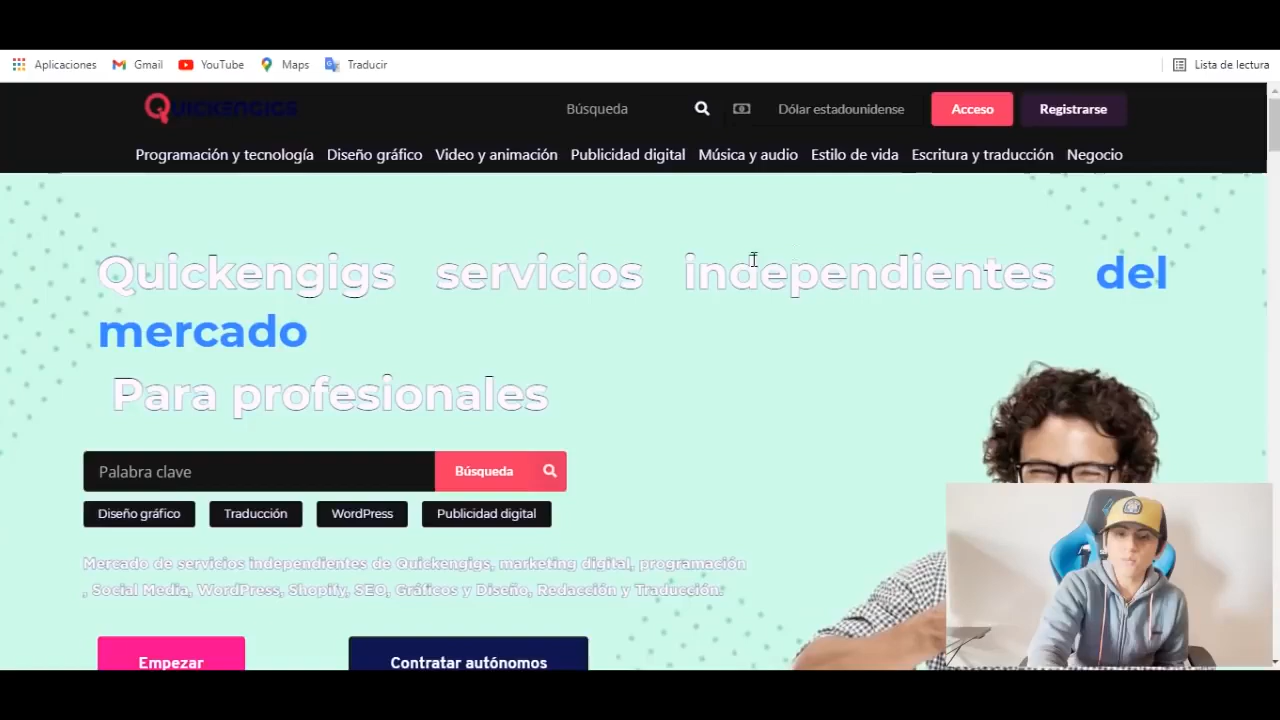 Aplicaciones Gmail YouTube Maps Traducir Lista de lectura
QUICKENGIGS Búsqueda Dólar estadounidense Acceso Registrarse
Programación y tecnología Diseño gráfico Video y animación Publicidad digital Música y audio Estilo de vida Escritura y traducción Negocio
Quickengigs servicios independientes del
mercado
Para profesionales
Palabra clave Búsqueda
Diseño gráfico Traducción WordPress Publicidad digital
Mercado de servicios independientes de Quickengigs, marketing digital, programación
, Social Media, WordPress, Shopify, SEO, Gráficos y Diseño, Redacción y Traducción.
Empezar Contratar autónomos